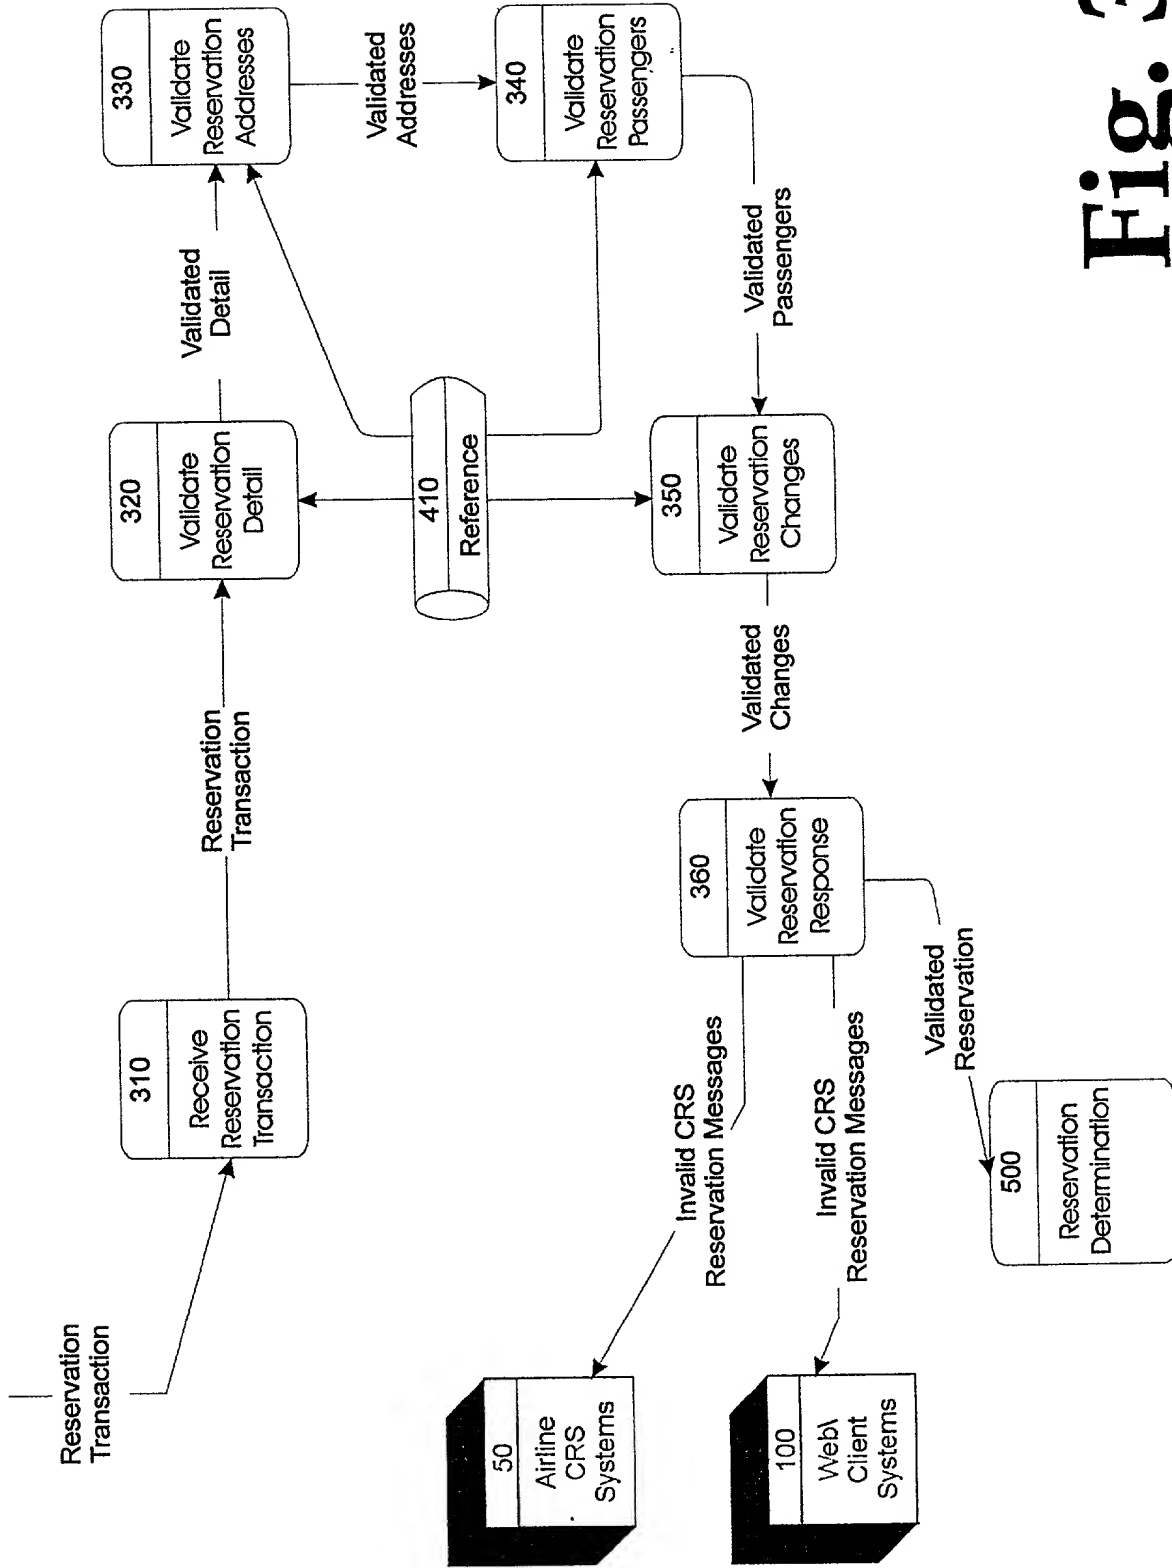 Reservation
Transaction
310
Receive
Reservation
Transaction
Reservation
Transaction
320
Validate
Reservation
Detail
Validated
Detail
330
Validate
Reservation
Addresses
Validated
Addresses
340
Validate
Reservation
Passengers
410
Reference
Validated
Passengers
350
Validate
Reservation
Changes
Validated
Changes
360
Validate
Reservation
Response
Invalid CRS
Reservation Messages
50
Airline
CRS
Systems
Invalid CRS
Reservation Messages
100
Web\
Client
Systems
Validated
Reservation
500
Reservation
Determination
Fig. 3